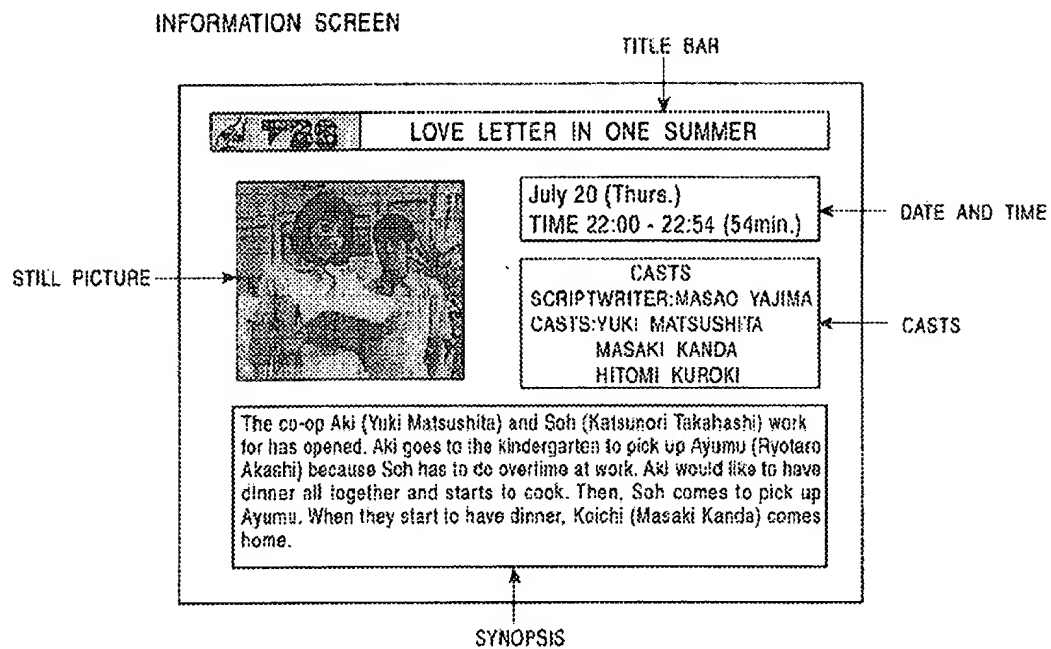 INFORMATION SCREEN
TITLE BAR
LOVE LETTER IN ONE SUMMER
July 20 (Thurs.)
TIME 22:00 - 22:54 (54min.)
DATE AND TIME
STILL PICTURE
CASTS
SCRIPTWRITER:MASAO YAJIMA
CASTS:YUKI MATSUSHITA
MASAKI KANDA
HITOMI KUROKI
CASTS
The co-op Aki (Yuki Matsushita) and Soh (Katsunori Takahashi) work
for has opened. Aki goes to the kindergarten to pick up Ayumu (Ryotaro
Akashi) because Soh has to do overtime at work. Aki would like to have
dinner all together and starts to cook. Then, Soh comes to pick up
Ayumu. When they start to have dinner, Koichi (Masaki Kanda) comes
home.
SYNOPSIS